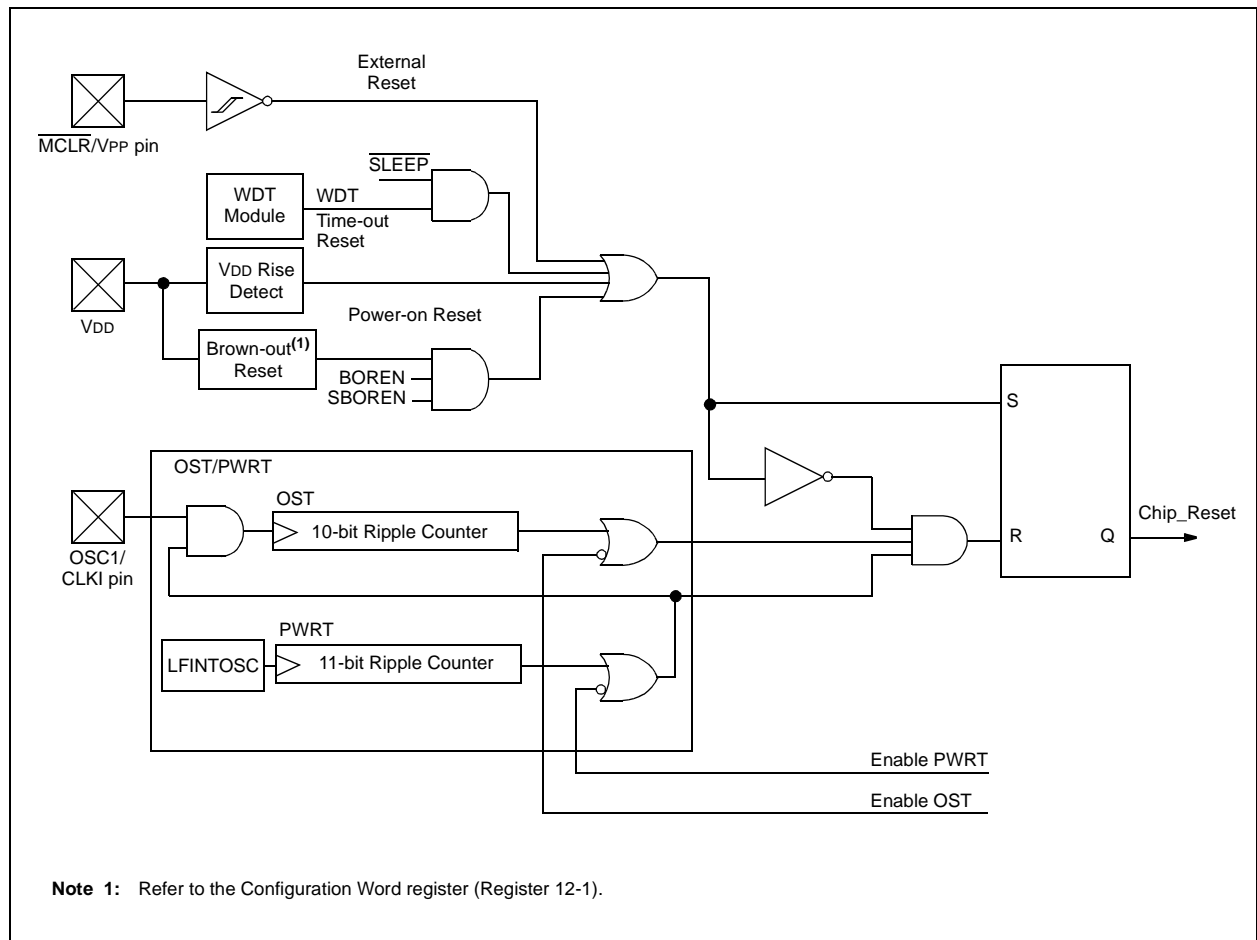 External
Reset
MCLR/VPP pin
SLEEP
WDT
Module
WDT
Time-out
Reset
VDD
VDD Rise
Detect
Power-on Reset
Brown-out(1)
Reset
BOREN
SBOREN
S
OST/PWRT
OST
10-bit Ripple Counter
OSC1/
CLKI pin
R
Q
Chip_Reset
PWRT
LFINTOSC
11-bit Ripple Counter
Enable PWRT
Enable OST
Note 1: Refer to the Configuration Word register (Register 12-1).